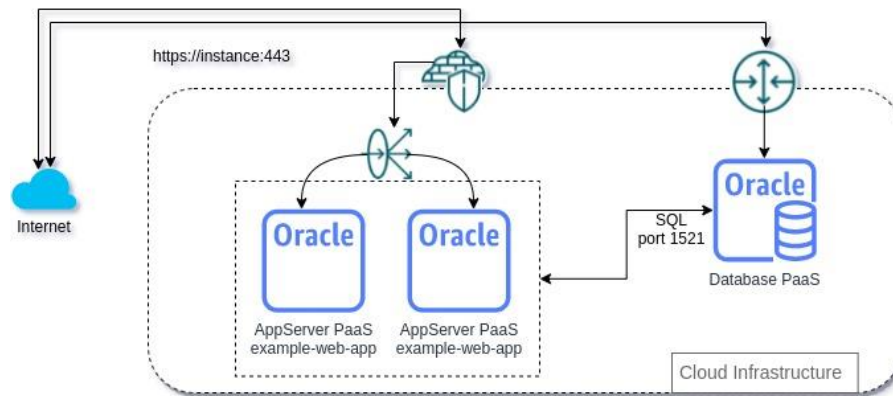 https://instance:443
Internet
Oracle
Oracle
AppServer PaaS
example-web-app
AppServer PaaS
example-web-app
SQL
port 1521
Oracle
Database PaaS
Cloud Infrastructure